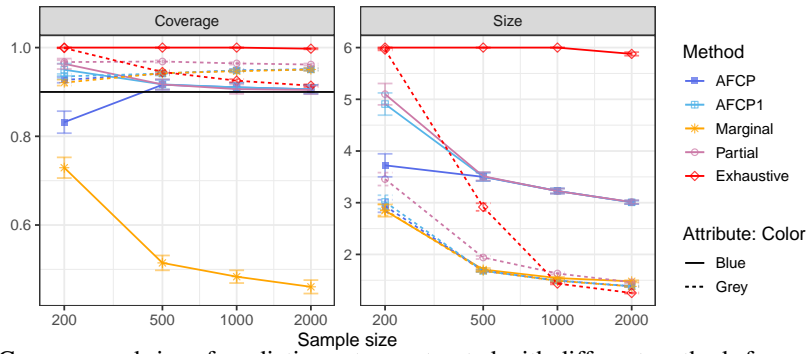 Coverage
Size
1.0
0.8
0.6
6
5
4
3
2
200
500
1000
2000
200
500
1000
2000
Sample size
Method
AFCP
AFCP1
Marginal
Partial
Exhaustive
Attribute: Color
Blue
Grey